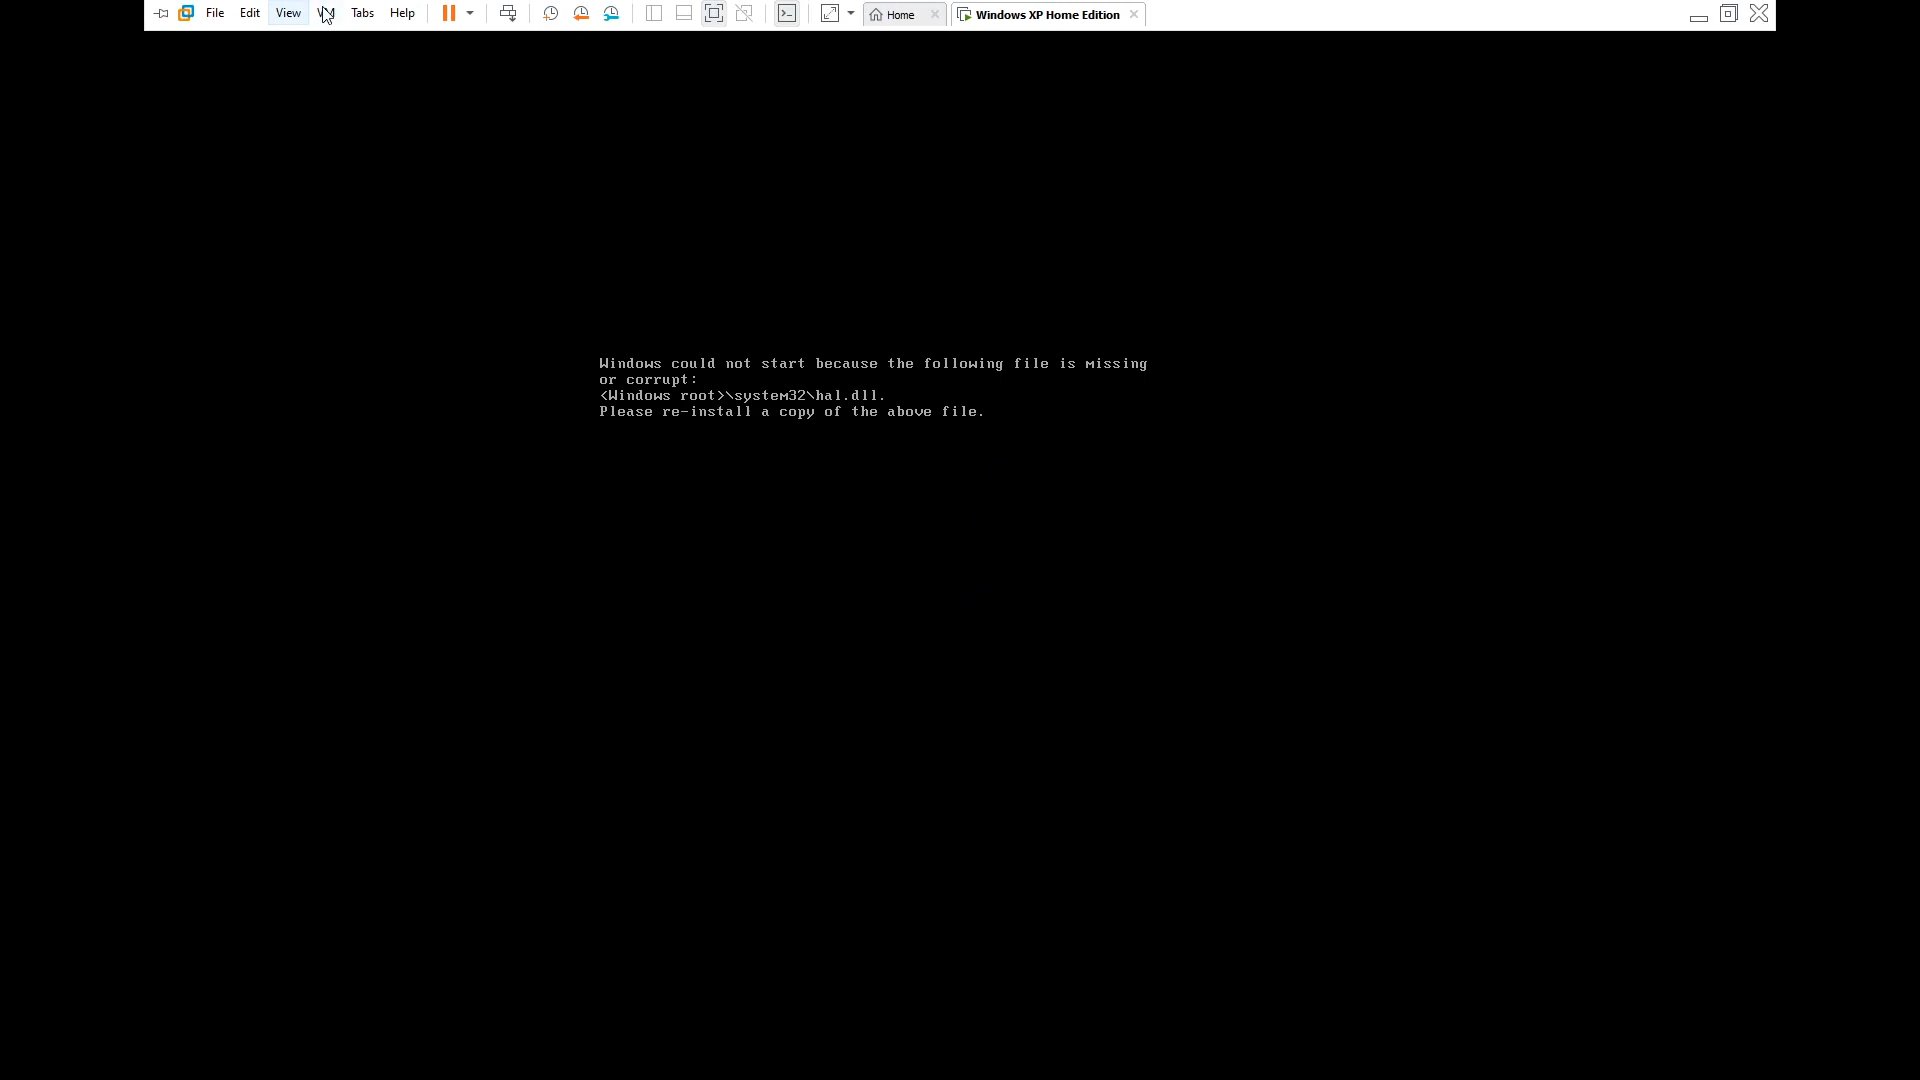 File Edit View Tabs Help Home Windows XP Home Edition
Windows could not start because the following file is missing
or corrupt:
<Windows root>\system32\hal.dll.
Please re-install a copy of the above file.